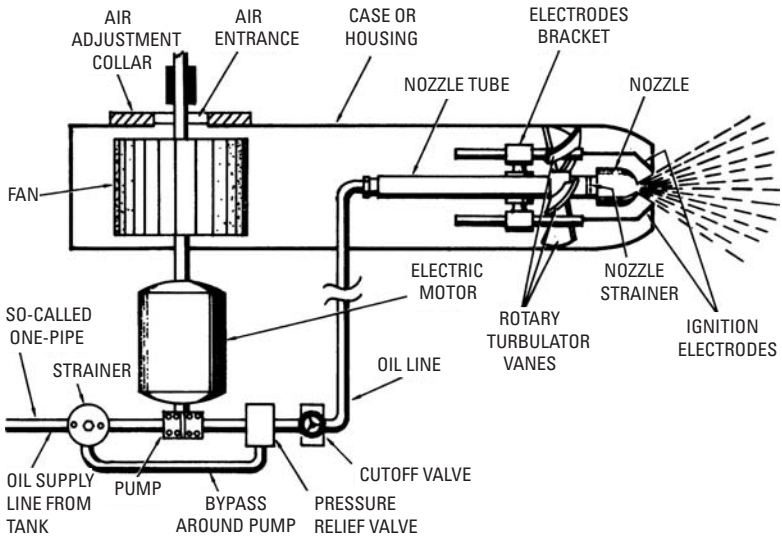 AIR
ADJUSTMENT
COLLAR
AIR
ENTRANCE
CASE OR
HOUSING
ELECTRODES
BRACKET
NOZZLE TUBE
NOZZLE
FAN
ELECTRIC
MOTOR
NOZZLE
STRAINER
ROTARY
TURBULATOR
VANES
IGNITION
ELECTRODES
SO-CALLED
ONE-PIPE
STRAINER
OIL LINE
OIL SUPPLY
LINE FROM
TANK
PUMP
BYPASS
AROUND PUMP
PRESSURE
RELIEF VALVE
CUTOFF VALVE